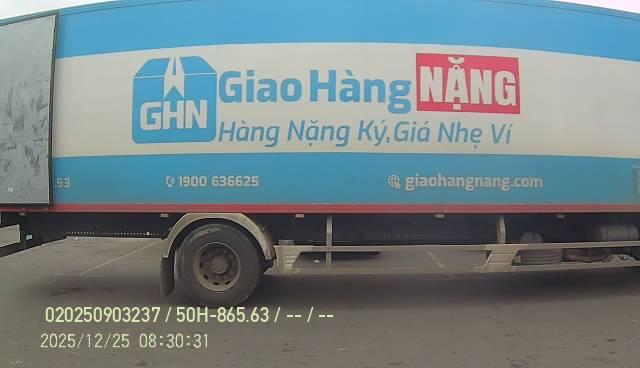 GHN
Giao Hàng NẶNG
Hàng Nặng Ký, Giá Nhẹ Ví
.53
1900 636625
giaohangnang.com
020250903237 / 50H-865.63 / -- / --
2025/12/25 08:30:31